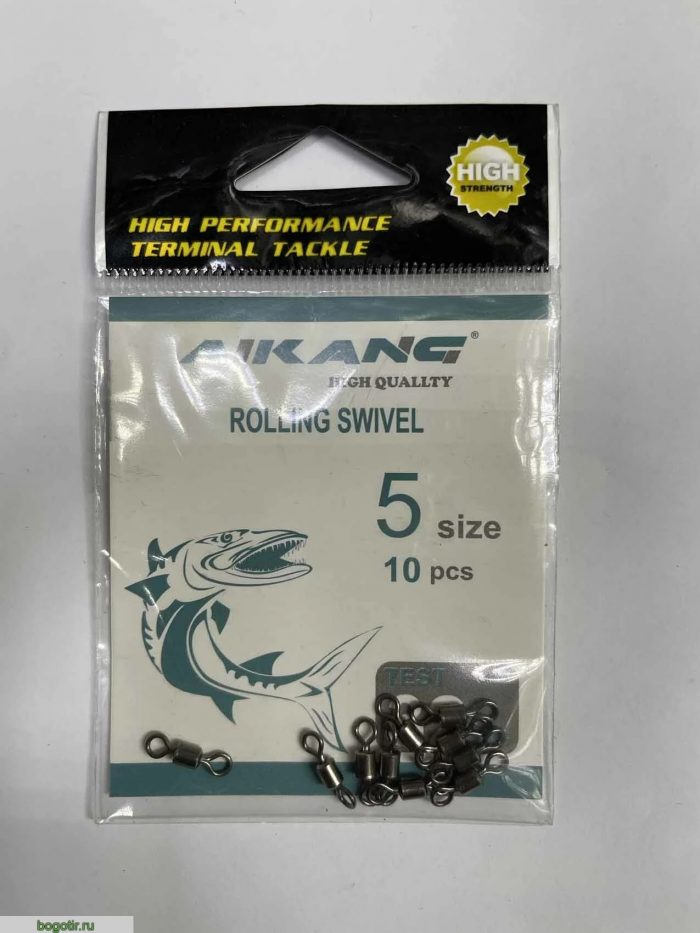 HIGH
STRENGTH
HIGH PERFORMANCE
TERMINAL TACKLE
AIKANG®
HIGH QUALLTY
ROLLING SWIVEL
5 size
10 pcs
TEST
bogotir.ru